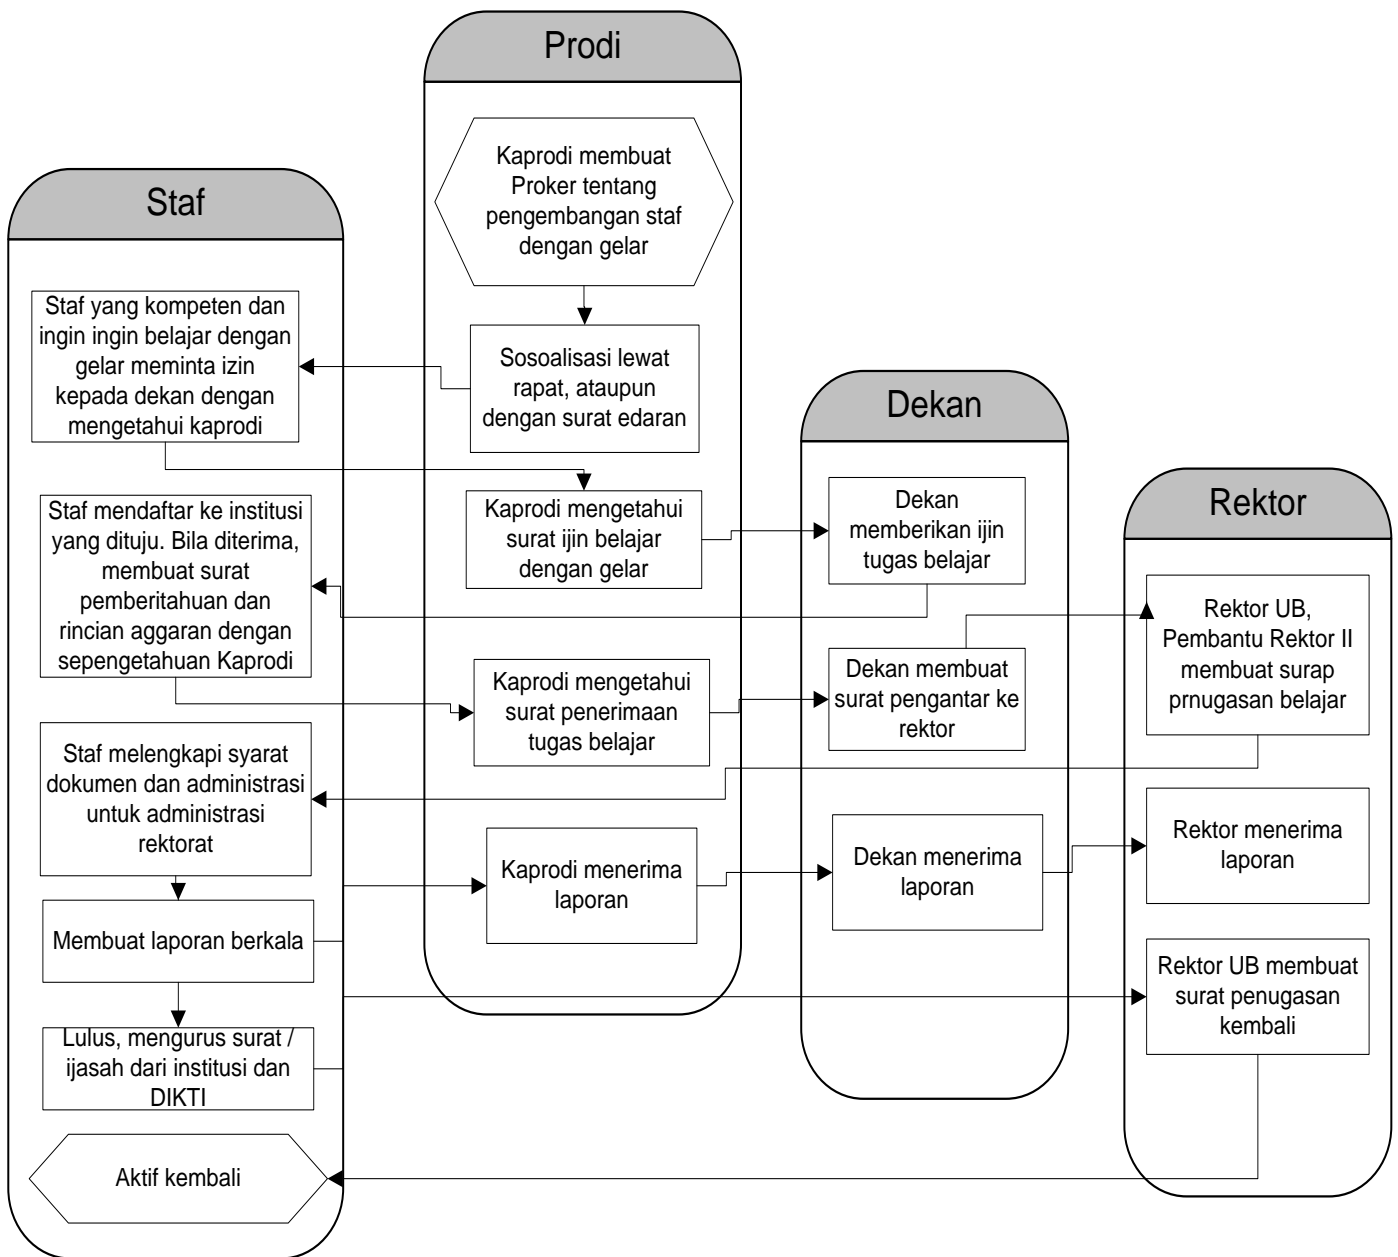 Prodi
Kaprodi membuat
Proker tentang
pengembangan staf
dengan gelar
Sosoalisasi lewat
rapat, ataupun
dengan surat edaran
Kaprodi mengetahui
surat ijin belajar
dengan gelar
Kaprodi mengetahui
surat penerimaan
tugas belajar
Kaprodi menerima
laporan
Staf
Staf yang kompeten dan
ingin ingin belajar dengan
gelar meminta izin
kepada dekan dengan
mengetahui kaprodi
Staf mendaftar ke institusi
yang dituju. Bila diterima,
membuat surat
pemberitahuan dan
rincian aggaran dengan
sepengetahuan Kaprodi
Staf melengkapi syarat
dokumen dan administrasi
untuk administrasi
rektorat
Membuat laporan berkala
Lulus, mengurus surat /
ijasah dari institusi dan
DIKTI
Aktif kembali
Dekan
Dekan
memberikan ijin
tugas belajar
Dekan membuat
surat pengantar ke
rektor
Dekan menerima
laporan
Rektor
Rektor UB,
Pembantu Rektor II
membuat surap
prnugasan belajar
Rektor menerima
laporan
Rektor UB membuat
surat penugasan
kembali